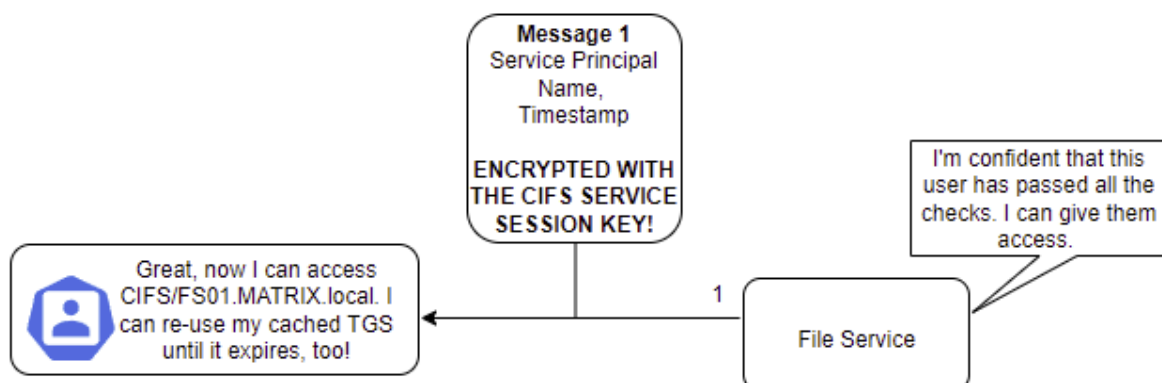 Message 1
Service Principal
Name,
Timestamp
ENCRYPTED WITH
THE CIFS SERVICE
SESSION KEY!
I'm confident that this
user has passed all the
checks. I can give them
access.
Great, now I can access
CIFS/FS01.MATRIX.local. I
can re-use my cached TGS
until it expires, too!
1
File Service